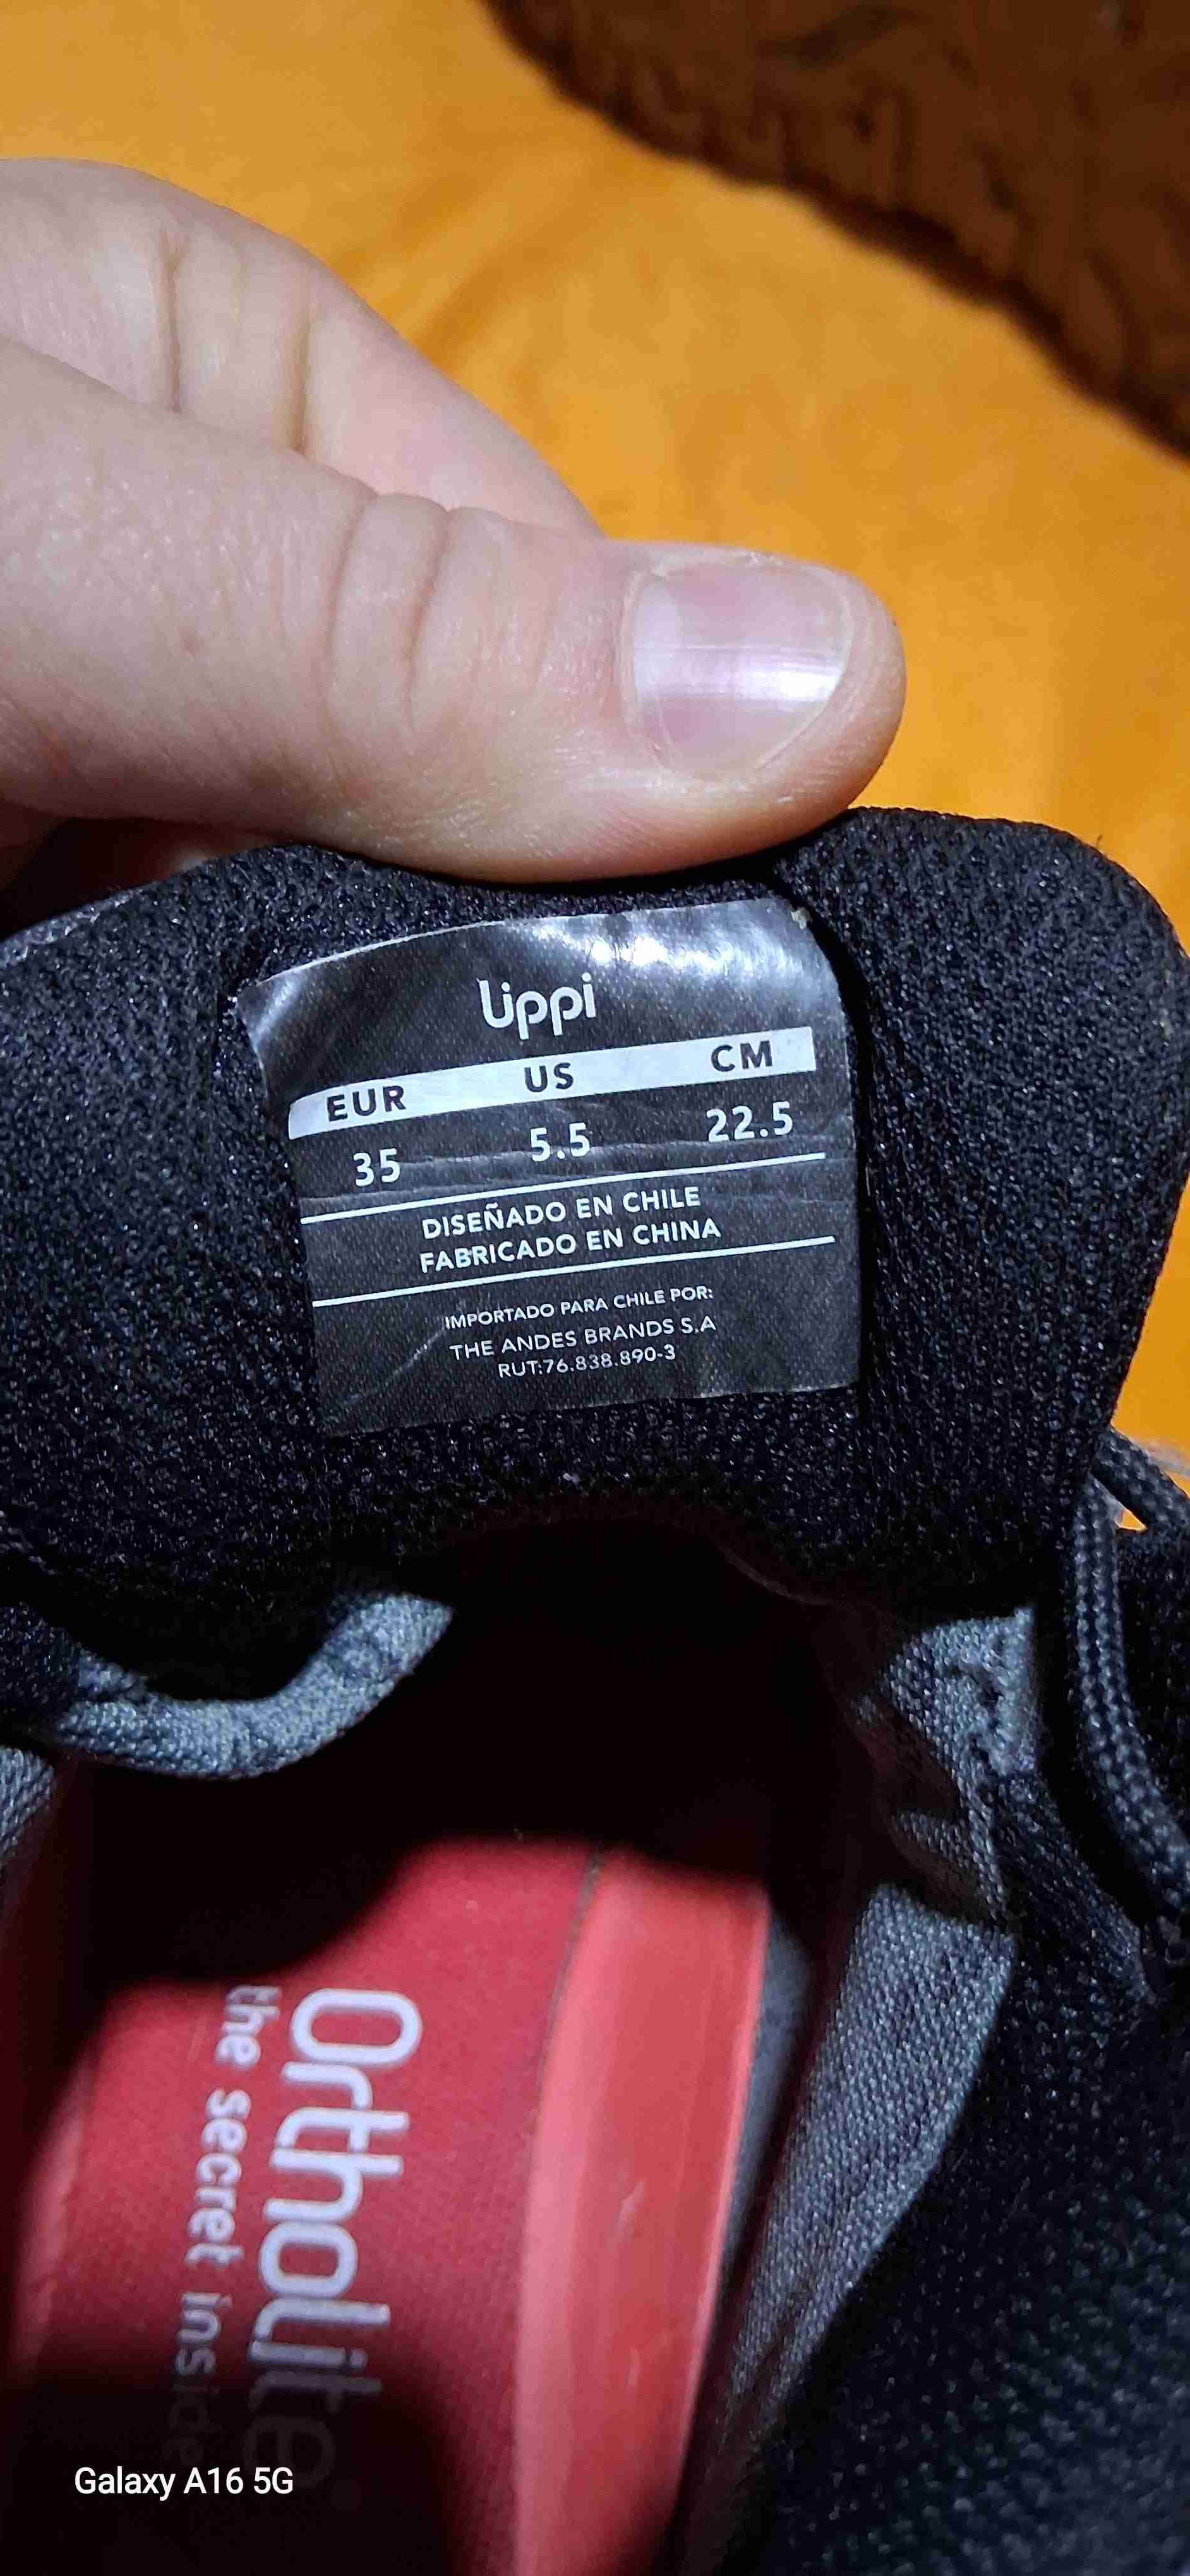 lippi
EUR US CM
35 5.5 22.5
DISEÑADO EN CHILE
FABRICADO EN CHINA
IMPORTADO PARA CHILE POR:
THE ANDES BRANDS S.A
RUT:76.838.890-3
OrthoLite
the secret inside
Galaxy A16 5G